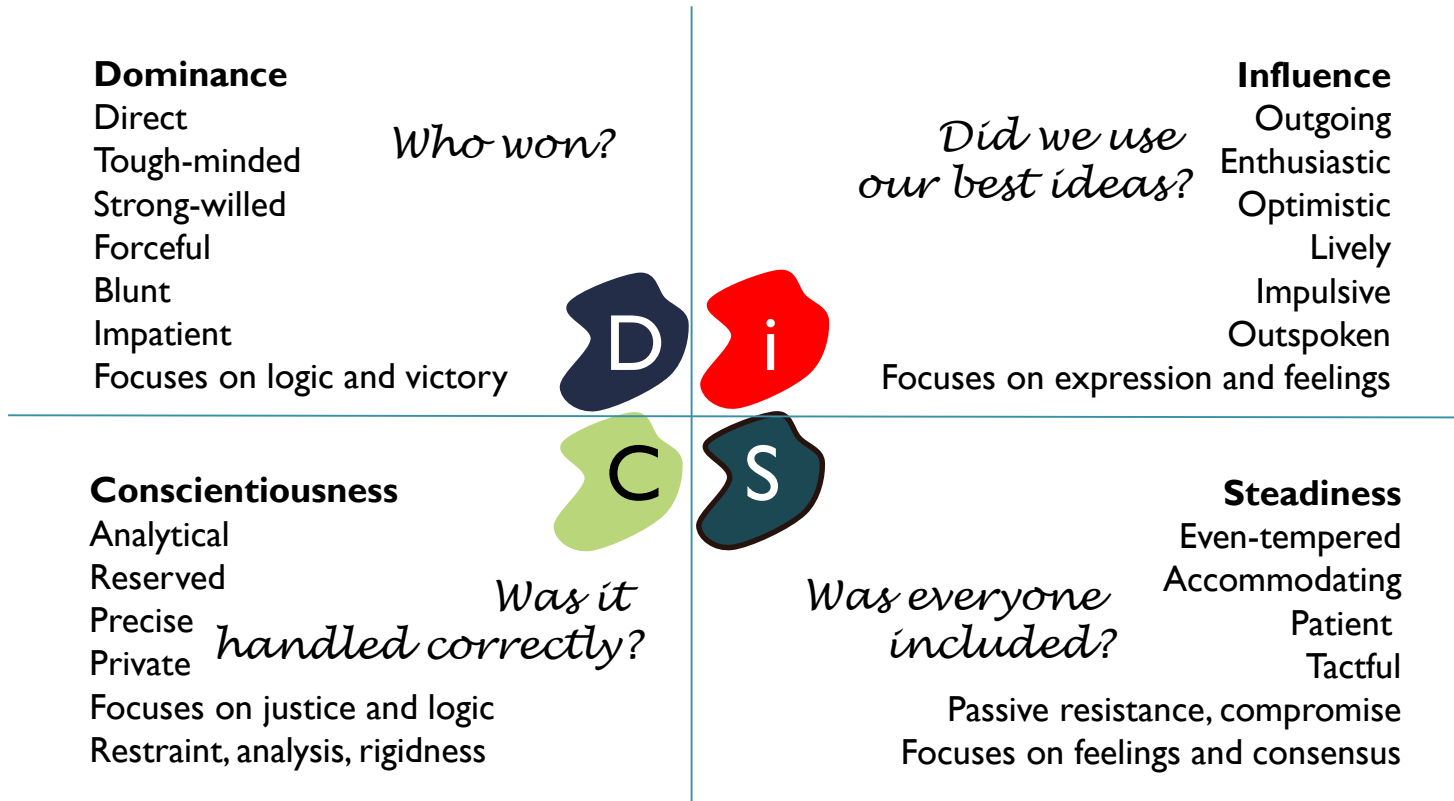 Dominance
Direct
Tough-minded
Strong-willed
Forceful
Blunt
Impatient
Focuses on logic and victory
Who won?
D
Influence
Outgoing
Enthusiastic
Optimistic
Lively
Impulsive
Outspoken
Focuses on expression and feelings
Did we use
our best ideas?
i
Conscientiousness
Analytical
Reserved
Precise
Private
Focuses on justice and logic
Restraint, analysis, rigidness
Was it
handled correctly?
C
Steadiness
Even-tempered
Accommodating
Patient
Tactful
Passive resistance, compromise
Focuses on feelings and consensus
Was everyone
included?
S